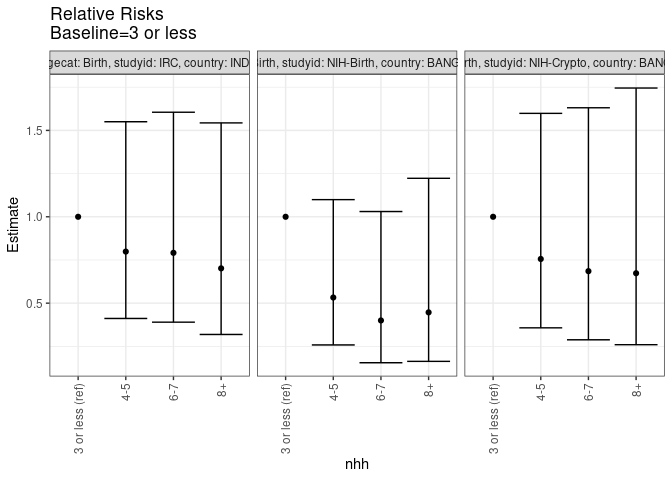 Relative Risks
Baseline=3 or less
gecat: Birth, studyid: IRC, country: IND
irth, studyid: NIH-Birth, country: BANG
rth, studyid: NIH-Crypto, country: BANG
Estimate
1.5
1.0
0.5
3 or less (ref)
4-5
6-7
8+
3 or less (ref)
4-5
6-7
8+
3 or less (ref)
4-5
6-7
8+
nhh